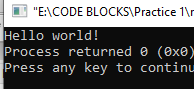 "E:\CODE BLOCKS\Practice 1\
Hello world!
Process returned 0 (0x0)
Press any key to continu